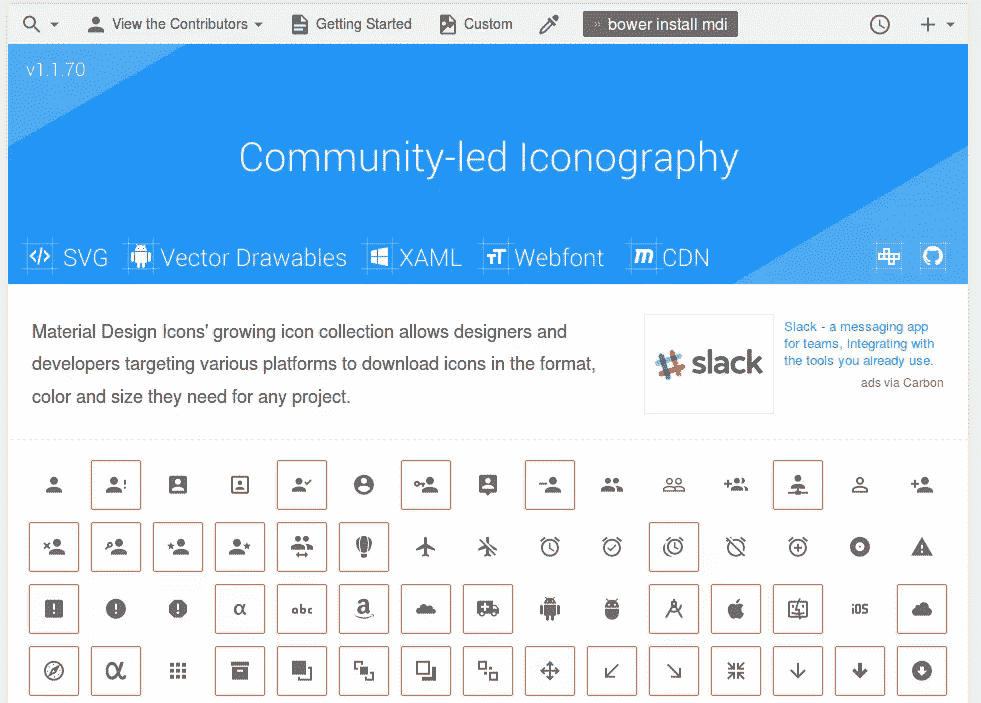 View the Contributors Getting Started Custom » bower install mdi
v1.1.70
Community-led Iconography
SVG Vector Drawables XAML Webfont CDN
Material Design Icons' growing icon collection allows designers and
developers targeting various platforms to download icons in the format,
color and size they need for any project.
slack
Slack - a messaging app
for teams, integrating with
the tools you already use.
ads via Carbon
α abc a iOS
α